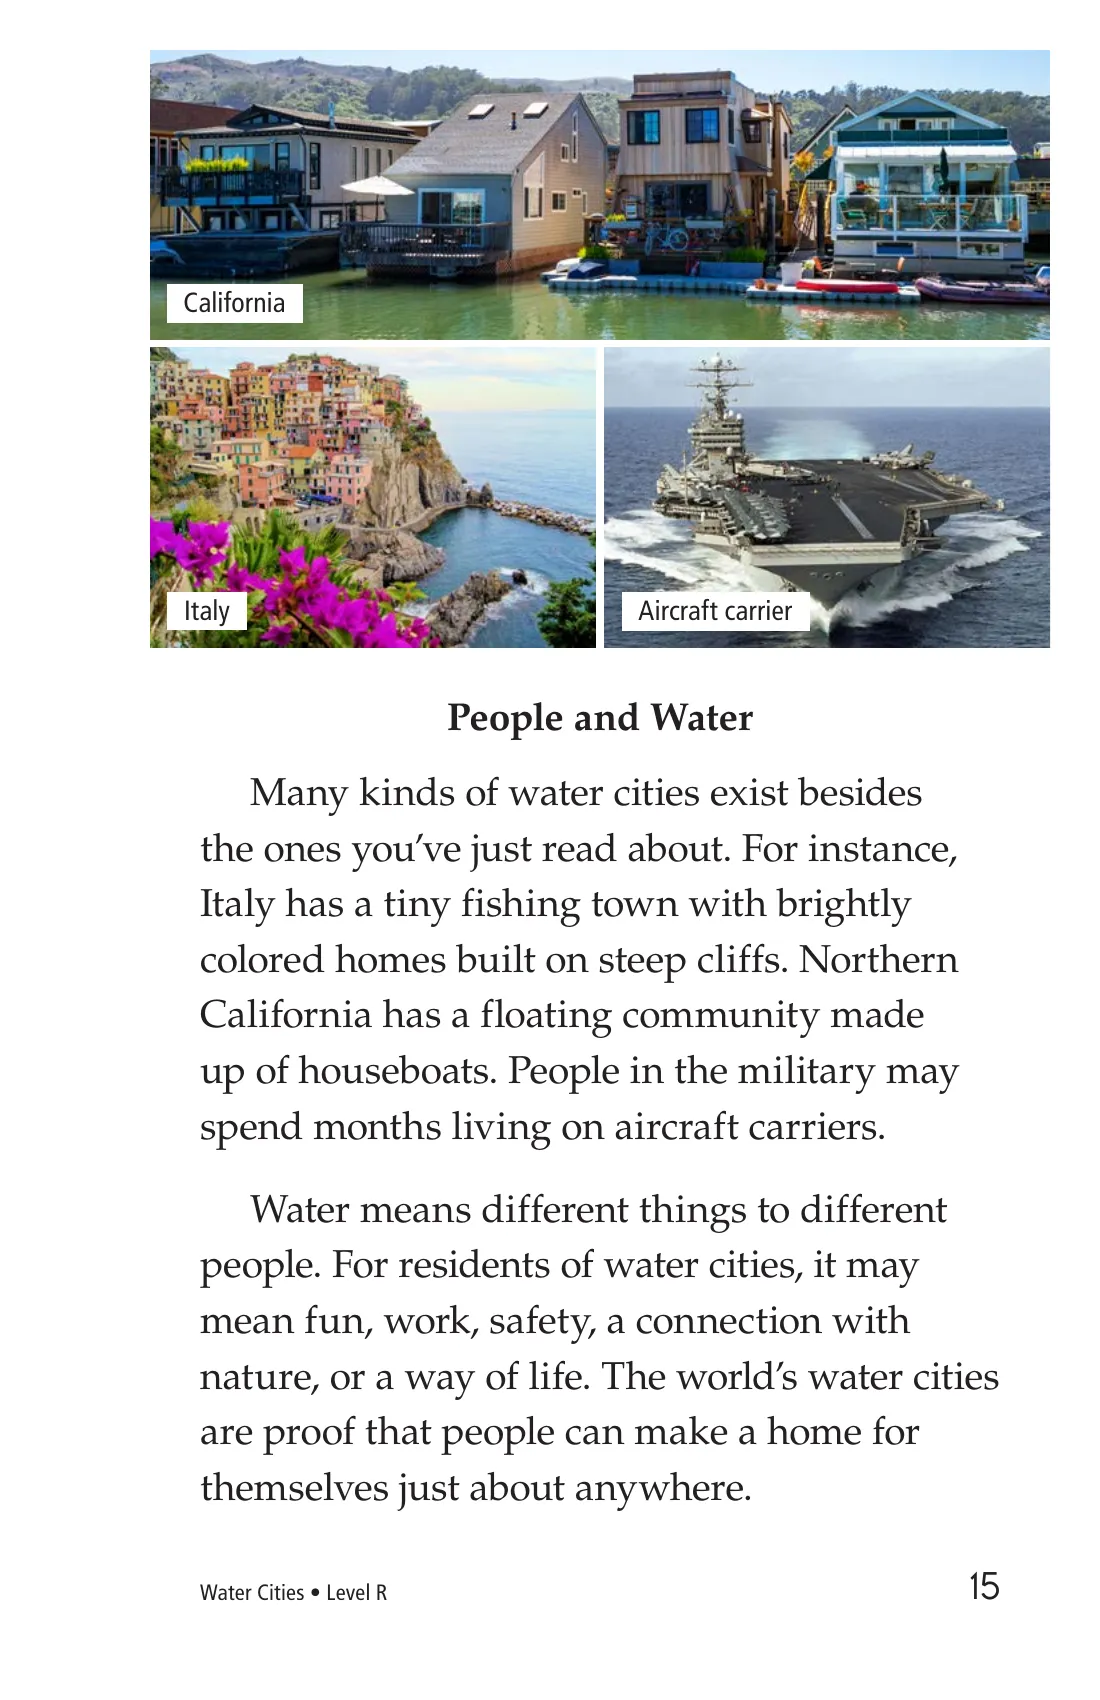 California
Italy
Aircraft carrier
People and Water
Many kinds of water cities exist besides
the ones you’ve just read about. For instance,
Italy has a tiny fishing town with brightly
colored homes built on steep cliffs. Northern
California has a floating community made
up of houseboats. People in the military may
spend months living on aircraft carriers.
Water means different things to different
people. For residents of water cities, it may
mean fun, work, safety, a connection with
nature, or a way of life. The world’s water cities
are proof that people can make a home for
themselves just about anywhere.
Water Cities • Level R
15